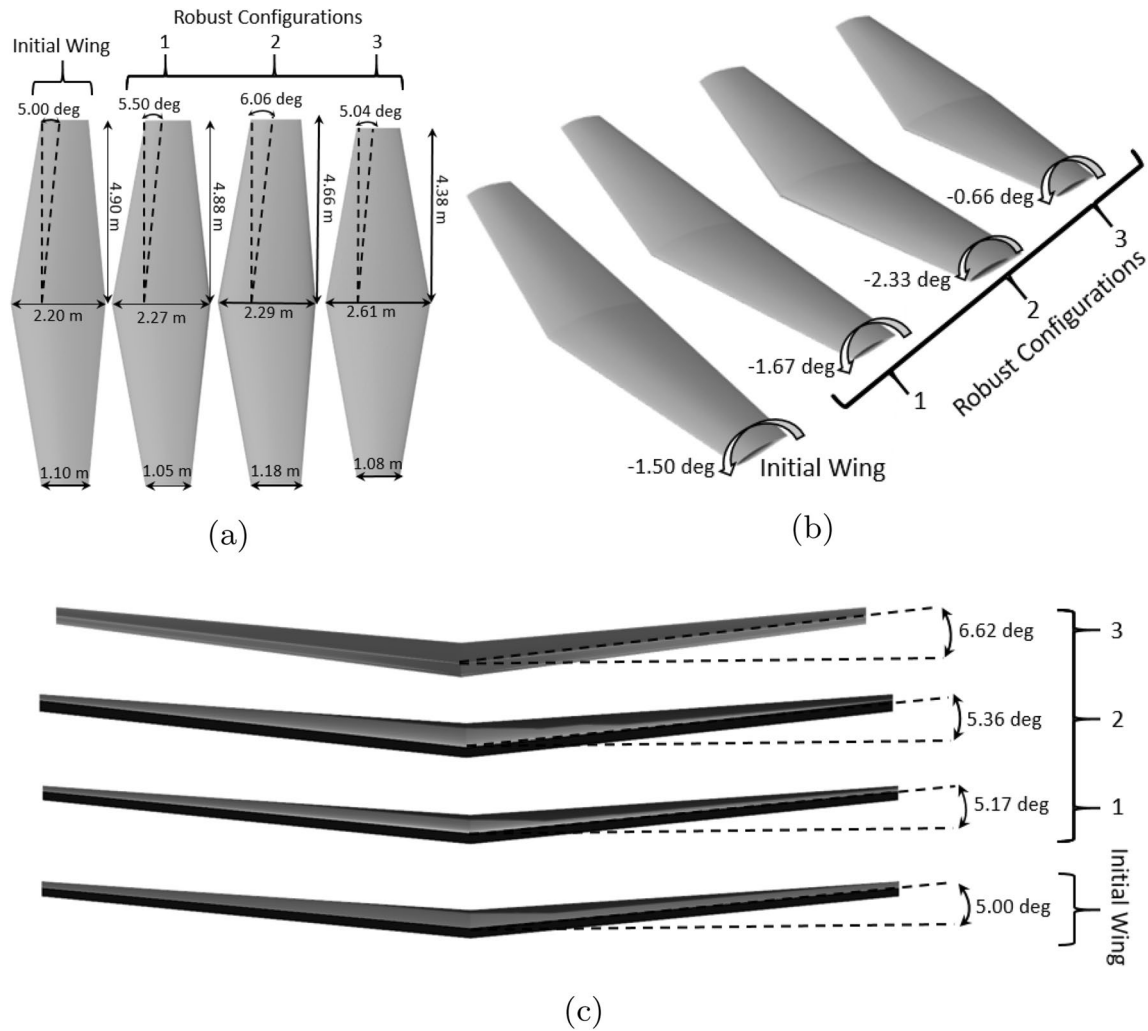 Robust Configurations
Initial Wing
1
2
3
5.00 deg
5.50 deg
6.06 deg
5.04 deg
4.90 m
4.88 m
4.66 m
4.38 m
2.20 m
2.27 m
2.29 m
2.61 m
1.10 m
1.05 m
1.18 m
1.08 m
(a)
-0.66 deg
-2.33 deg
-1.67 deg
-1.50 deg
Initial Wing
1
2
3
Robust Configurations
(b)
6.62 deg
3
5.36 deg
2
5.17 deg
1
5.00 deg
Initial Wing
(c)